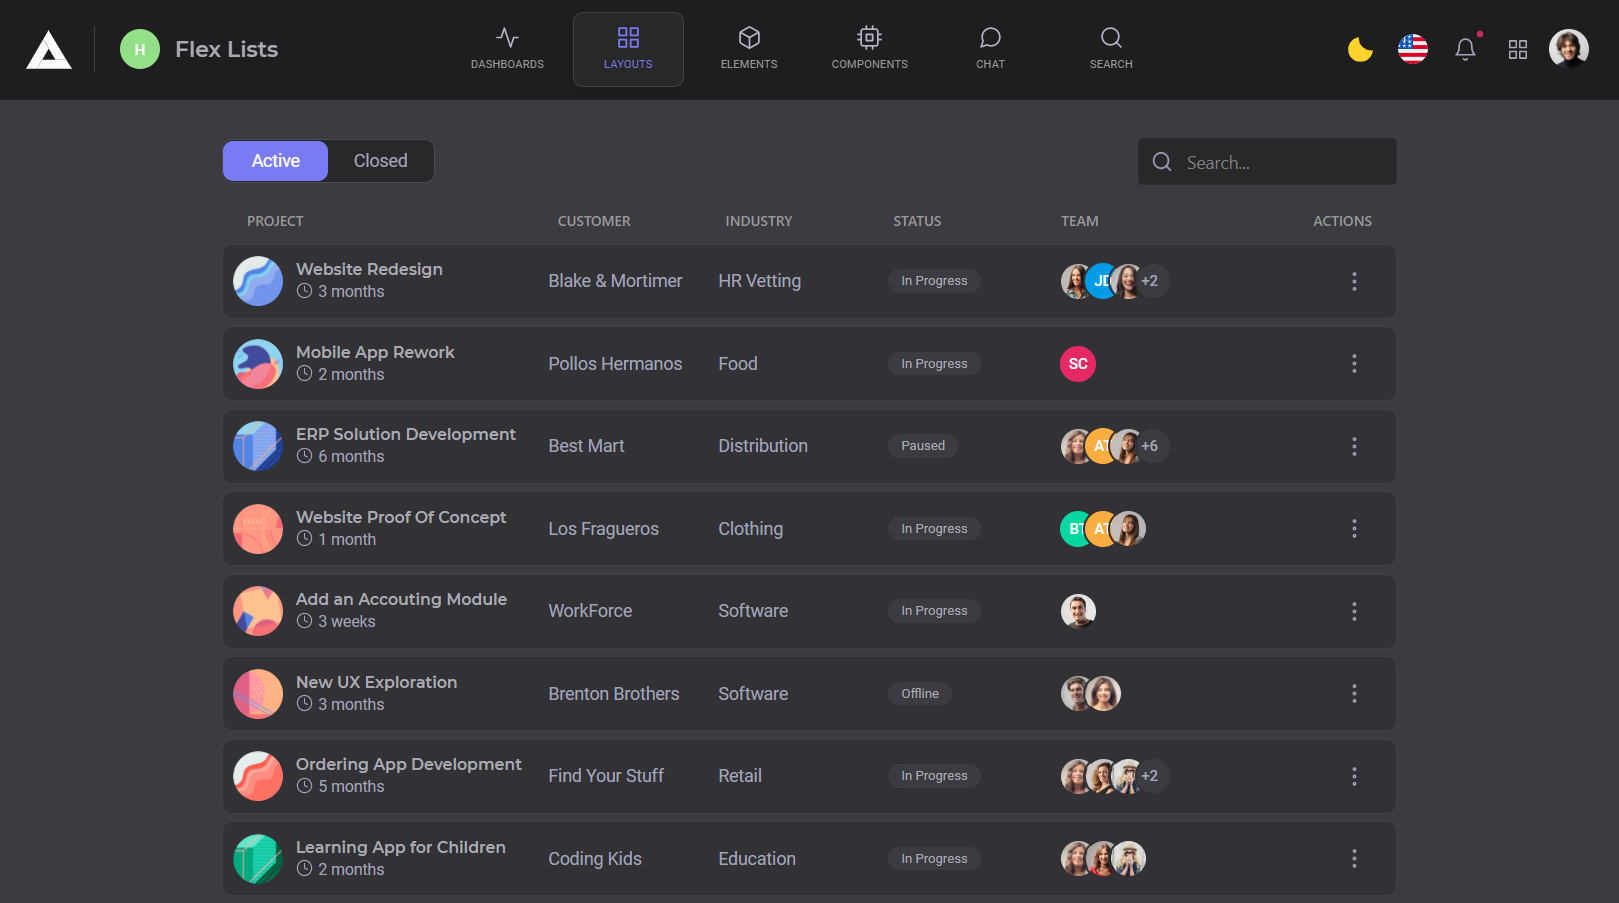 H Flex Lists
DASHBOARDS LAYOUTS ELEMENTS COMPONENTS CHAT SEARCH
Active Closed Search...
PROJECT CUSTOMER INDUSTRY STATUS TEAM ACTIONS
Website Redesign
3 months
Blake & Mortimer HR Vetting In Progress JD +2
Mobile App Rework
2 months
Pollos Hermanos Food In Progress SC
ERP Solution Development
6 months
Best Mart Distribution Paused AT +6
Website Proof Of Concept
1 month
Los Fragueros Clothing In Progress BT AT
Add an Accouting Module
3 weeks
WorkForce Software In Progress
New UX Exploration
3 months
Brenton Brothers Software Offline
Ordering App Development
5 months
Find Your Stuff Retail In Progress +2
Learning App for Children
2 months
Coding Kids Education In Progress